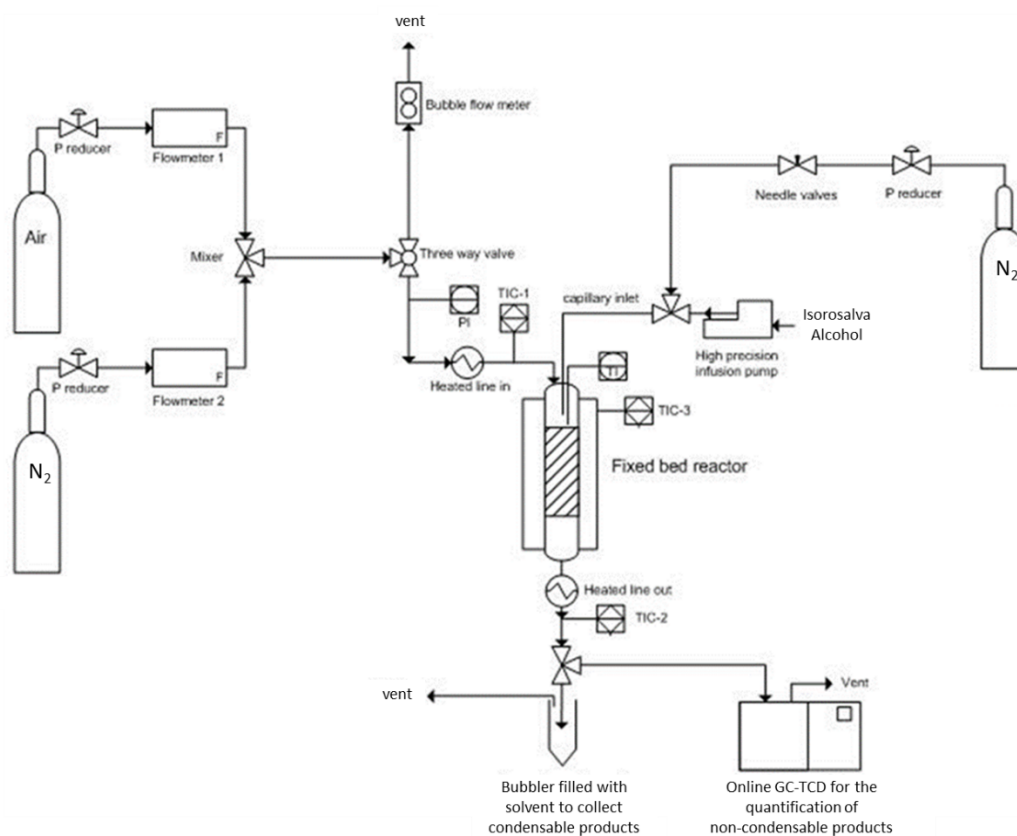 vent
Bubble flow meter
P reducer
F
Flowmeter 1
Air
Mixer
Three way valve
Needle valves
P reducer
N2
TIC-1
capillary inlet
Isorosalva
Alcohol
PI
High precision
infusion pump
P reducer
F
Flowmeter 2
Heated line in
TI
TIC-3
N2
Fixed bed reactor
Heated line out
TIC-2
vent
Vent
Bubbler filled with
solvent to collect
condensable products
Online GC-TCD for the
quantification of
non-condensable products